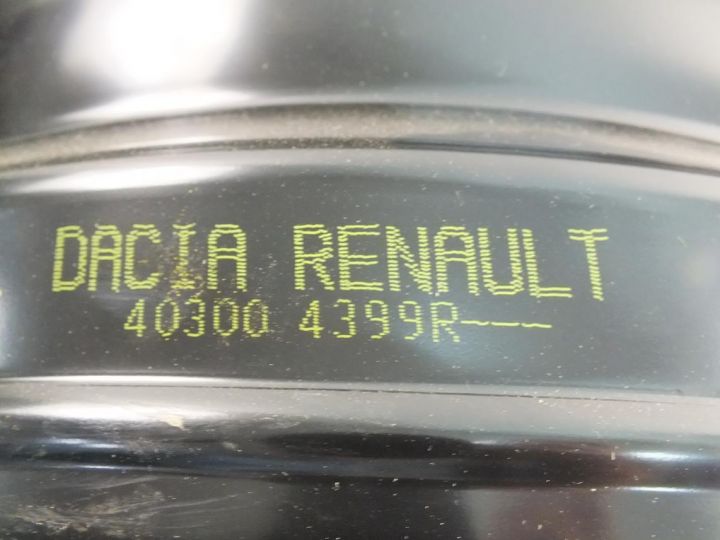 DACIA RENAULT
40300 4399R---